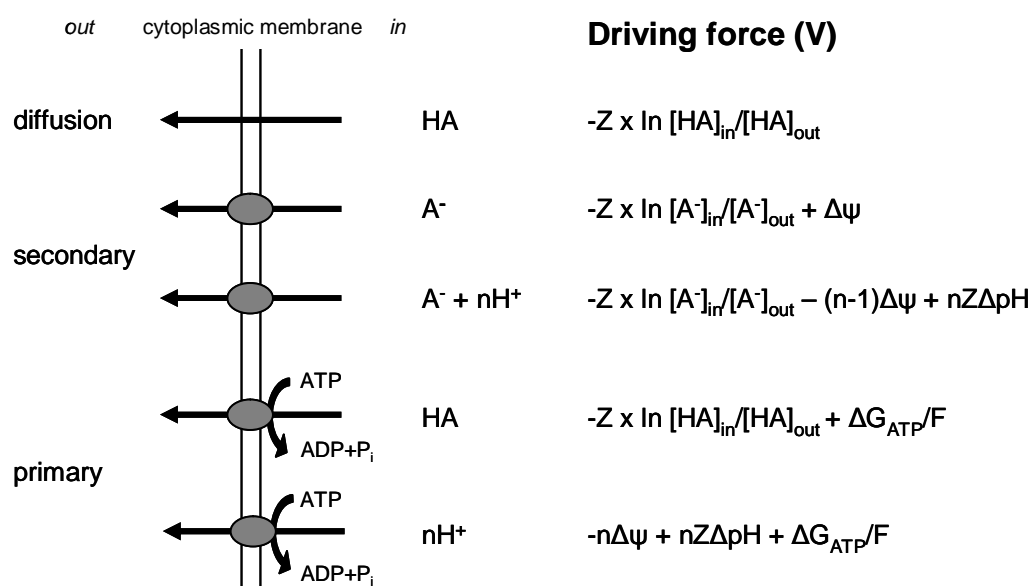 out cytoplasmic membrane in Driving force (V)
diffusion HA -Z x ln [HA]in/[HA]out
A- -Z x ln [A-]in/[A-]out + Δψ
secondary
A- + nH+ -Z x ln [A-]in/[A-]out – (n-1)Δψ + nZΔpH
ATP
HA -Z x ln [HA]in/[HA]out + ΔGATP/F
ADP+Pi
primary
ATP
nH+ -nΔψ + nZΔpH + ΔGATP/F
ADP+Pi